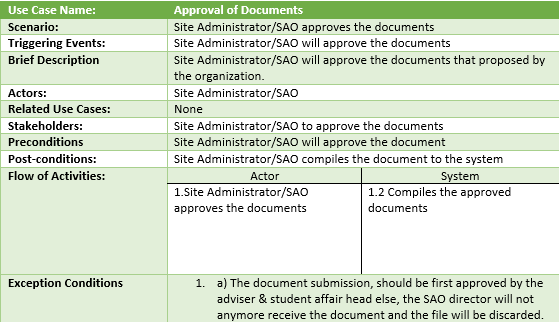 Use Case Name: Approval of Documents
Scenario: Site Administrator/SAO approves the documents
Triggering Events: Site Administrator/SAO will approve the documents
Brief Description Site Administrator/SAO will approve the documents that proposed by
the organization.
Actors: Site Administrator/SAO
Related Use Cases: None
Stakeholders: Site Administrator/SAO to approve the documents
Preconditions Site Administrator/SAO will approve the document
Post-conditions: Site Administrator/SAO compiles the document to the system
Flow of Activities: Actor System
1.Site Administrator/SAO 1.2 Compiles the approved
approves the documents documents
Exception Conditions 1. a) The document submission, should be first approved by the
adviser & student affair head else, the SAO director will not
anymore receive the document and the file will be discarded.